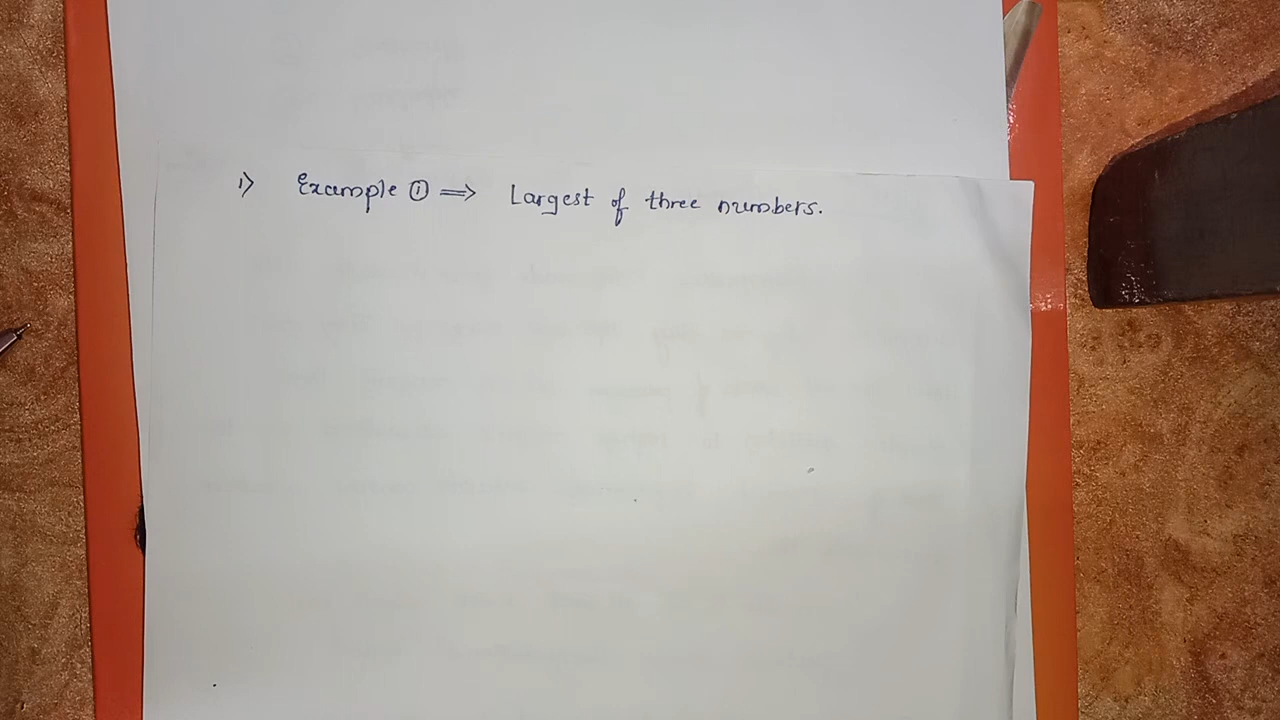 1) Example ① ⟹ Largest of three numbers.